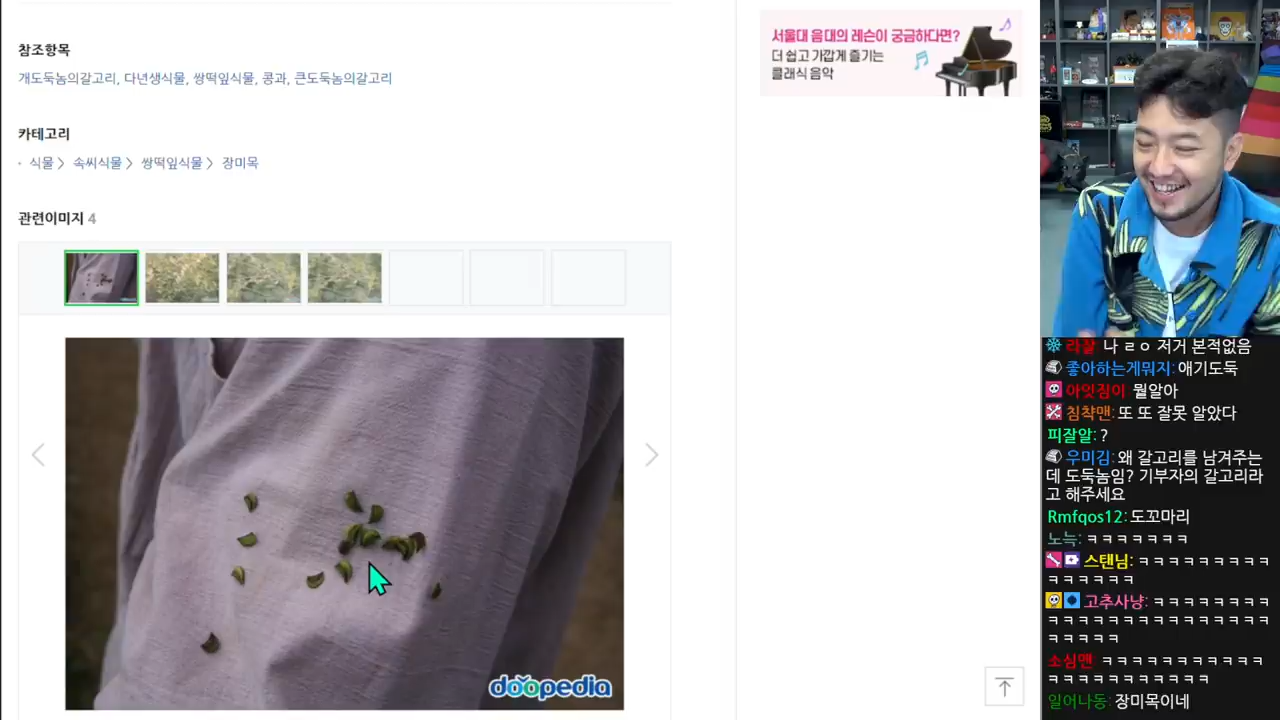 참조항목
개도둑놈의갈고리, 다년생식물, 쌍떡잎식물, 콩과, 큰도둑놈의갈고리
카테고리
· 식물 〉 속씨식물 〉 쌍떡잎식물 〉 장미목
관련이미지 4
doopedia
서울대 음대의 레슨이 궁금하다면?
더 쉽고 가깝게 즐기는
클래식 음악
라잘: 나 ㄹㅇ 저거 본적없음
좋아하는게뭐지: 애기도둑
아잇짐이: 뭘알아
침챡맨: 또 또 잘못 알았다
피잘알: ?
우미김: 왜 갈고리를 남겨주는
데 도둑놈임? 기부자의 갈고리라
고 해주세요
Rmfqos12: 도꼬마리
노늑: ㅋㅋㅋㅋㅋㅋㅋ
스탠님: ㅋㅋㅋㅋㅋㅋㅋㅋㅋ
ㅋㅋㅋㅋㅋㅋ
고추사냥: ㅋㅋㅋㅋㅋㅋㅋㅋ
ㅋㅋㅋㅋㅋㅋㅋㅋㅋㅋㅋㅋㅋㅋㅋ
ㅋㅋㅋㅋㅋ
소심맨: ㅋㅋㅋㅋㅋㅋㅋㅋㅋㅋㅋ
ㅋㅋㅋㅋㅋㅋㅋㅋㅋㅋㅋ
일어나동: 장미목이네